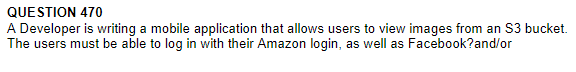 QUESTION 470
A Developer is writing a mobile application that allows users to view images from an S3 bucket.
The users must be able to log in with their Amazon login, as well as Facebook?and/or